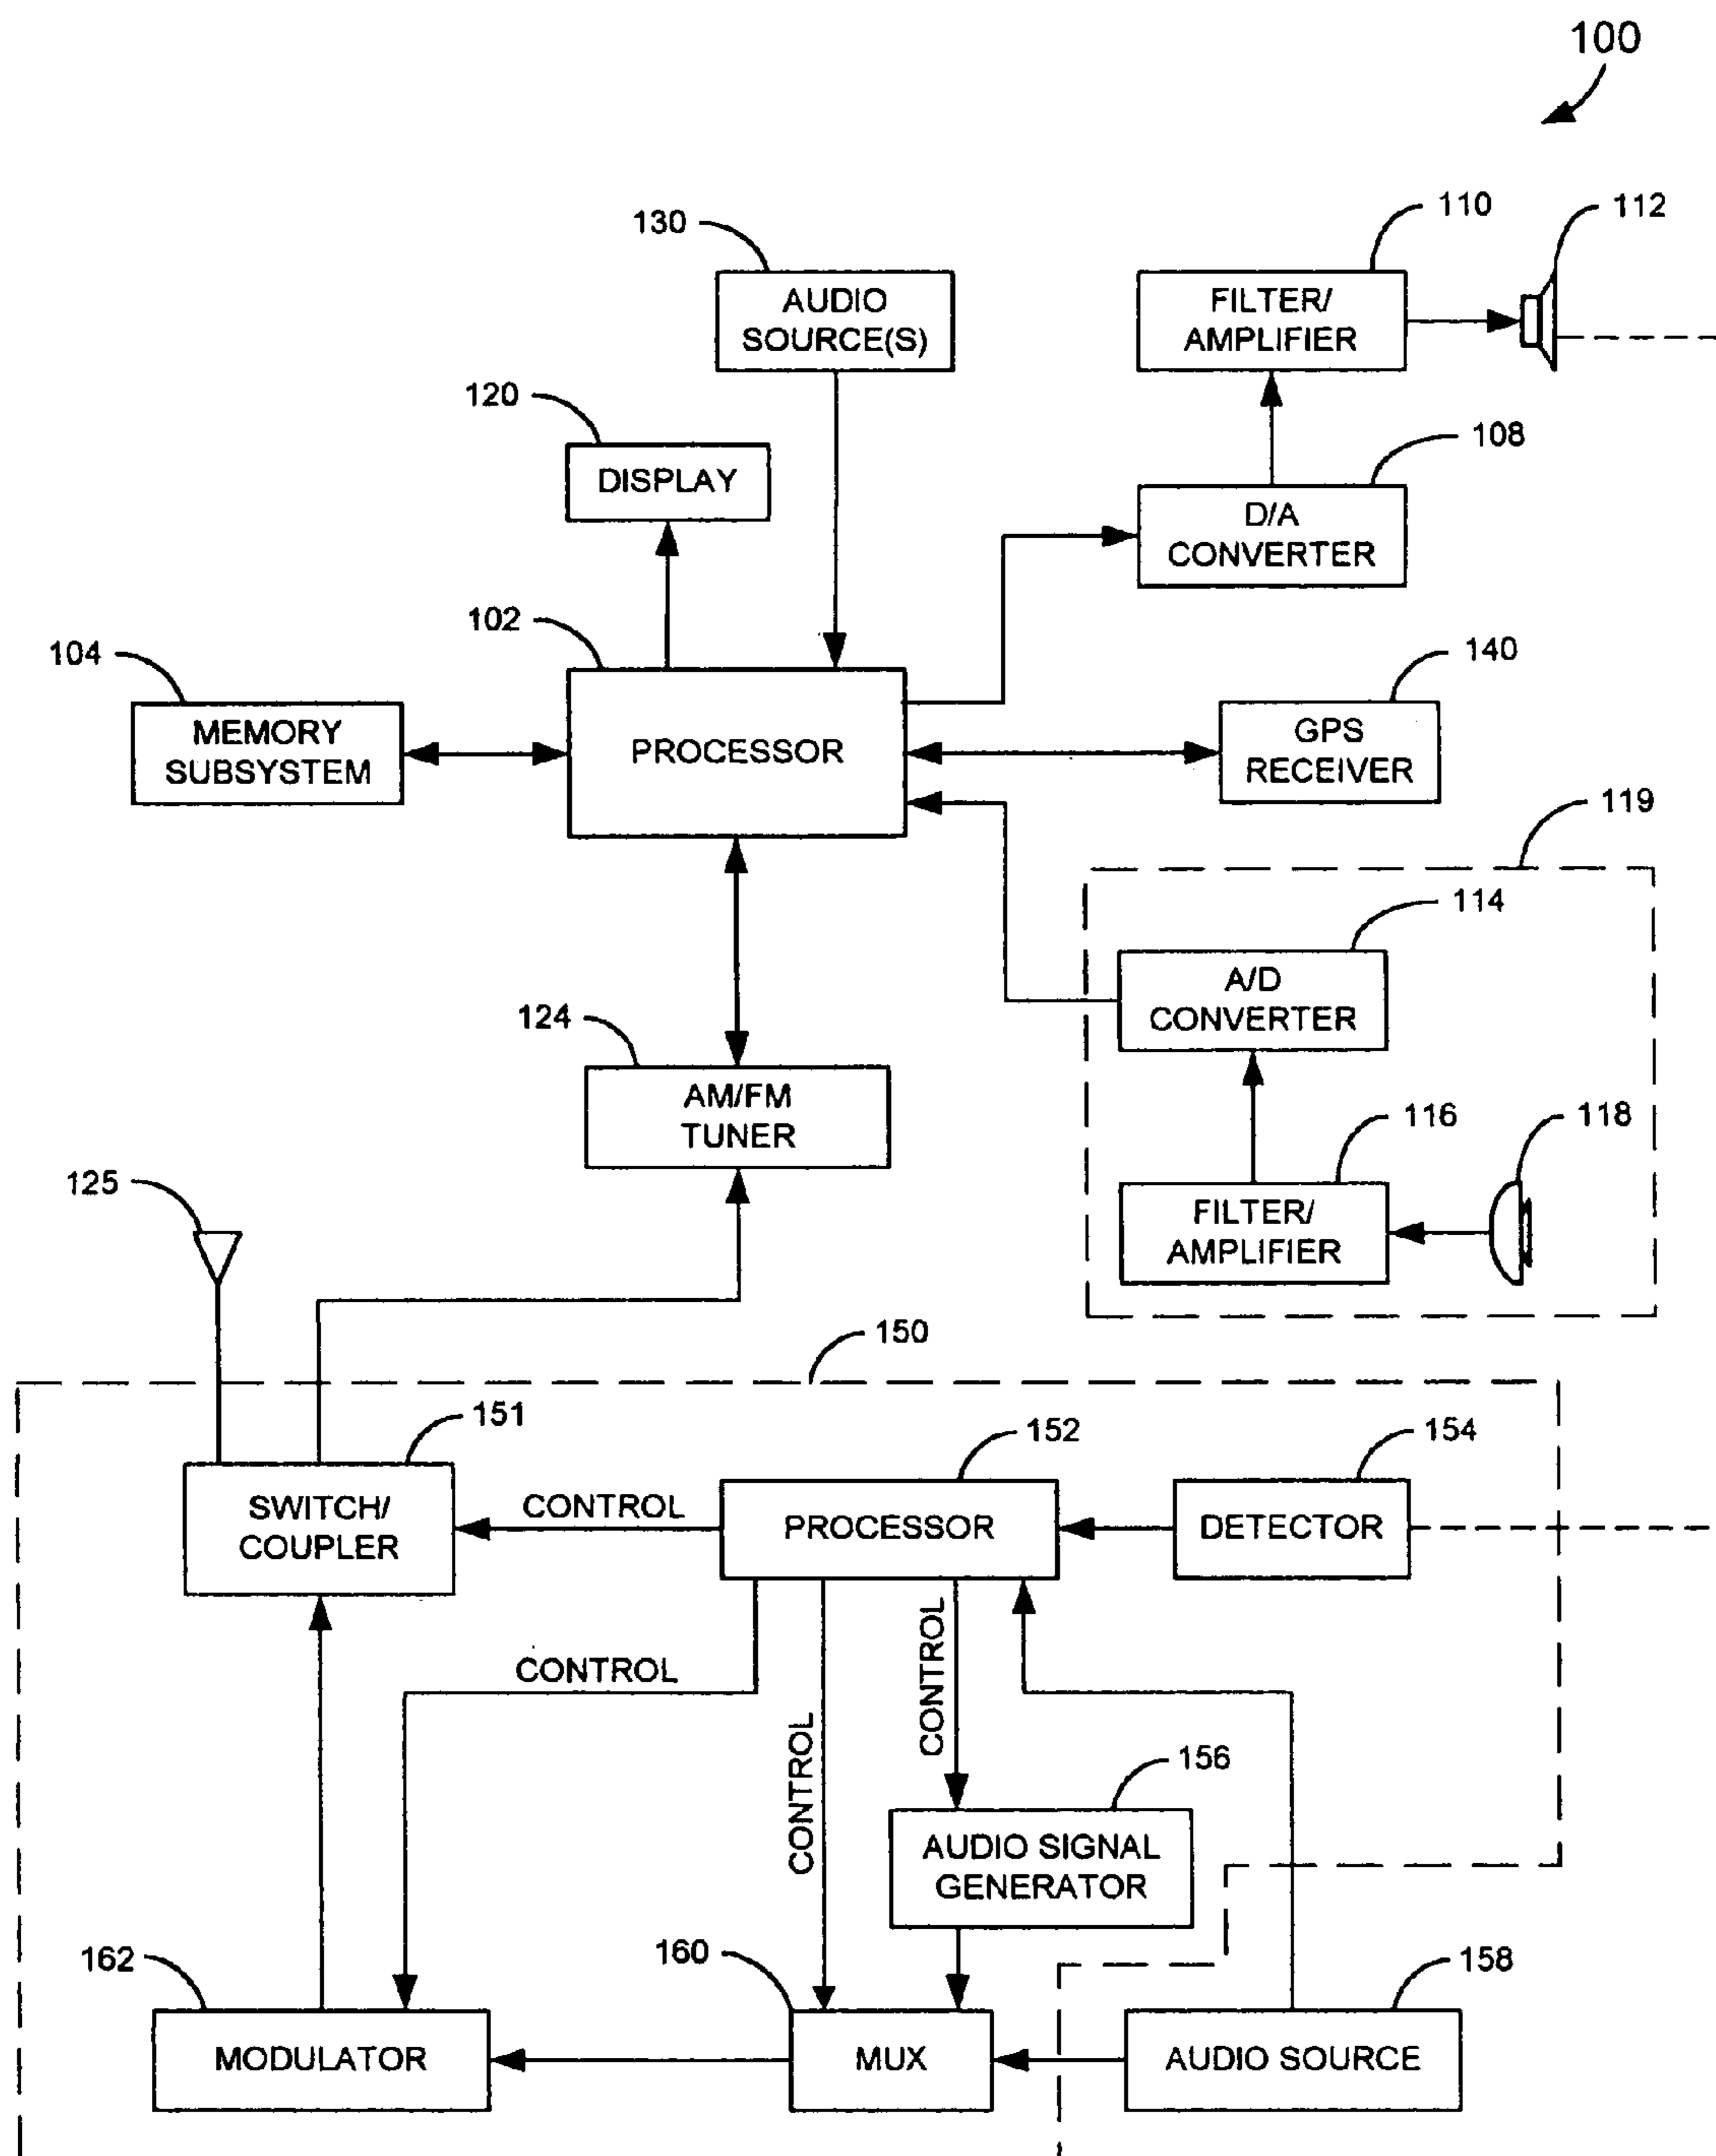 100
130
110
112
AUDIO
SOURCE(S)
FILTER/
AMPLIFIER
120
108
DISPLAY
D/A
CONVERTER
102
104
140
MEMORY
SUBSYSTEM
PROCESSOR
GPS
RECEIVER
119
114
A/D
CONVERTER
124
AM/FM
TUNER
116
118
125
FILTER/
AMPLIFIER
150
151
152
154
SWITCH/
COUPLER
CONTROL
PROCESSOR
DETECTOR
CONTROL
CONTROL
CONTROL
156
AUDIO SIGNAL
GENERATOR
162
160
158
MODULATOR
MUX
AUDIO SOURCE